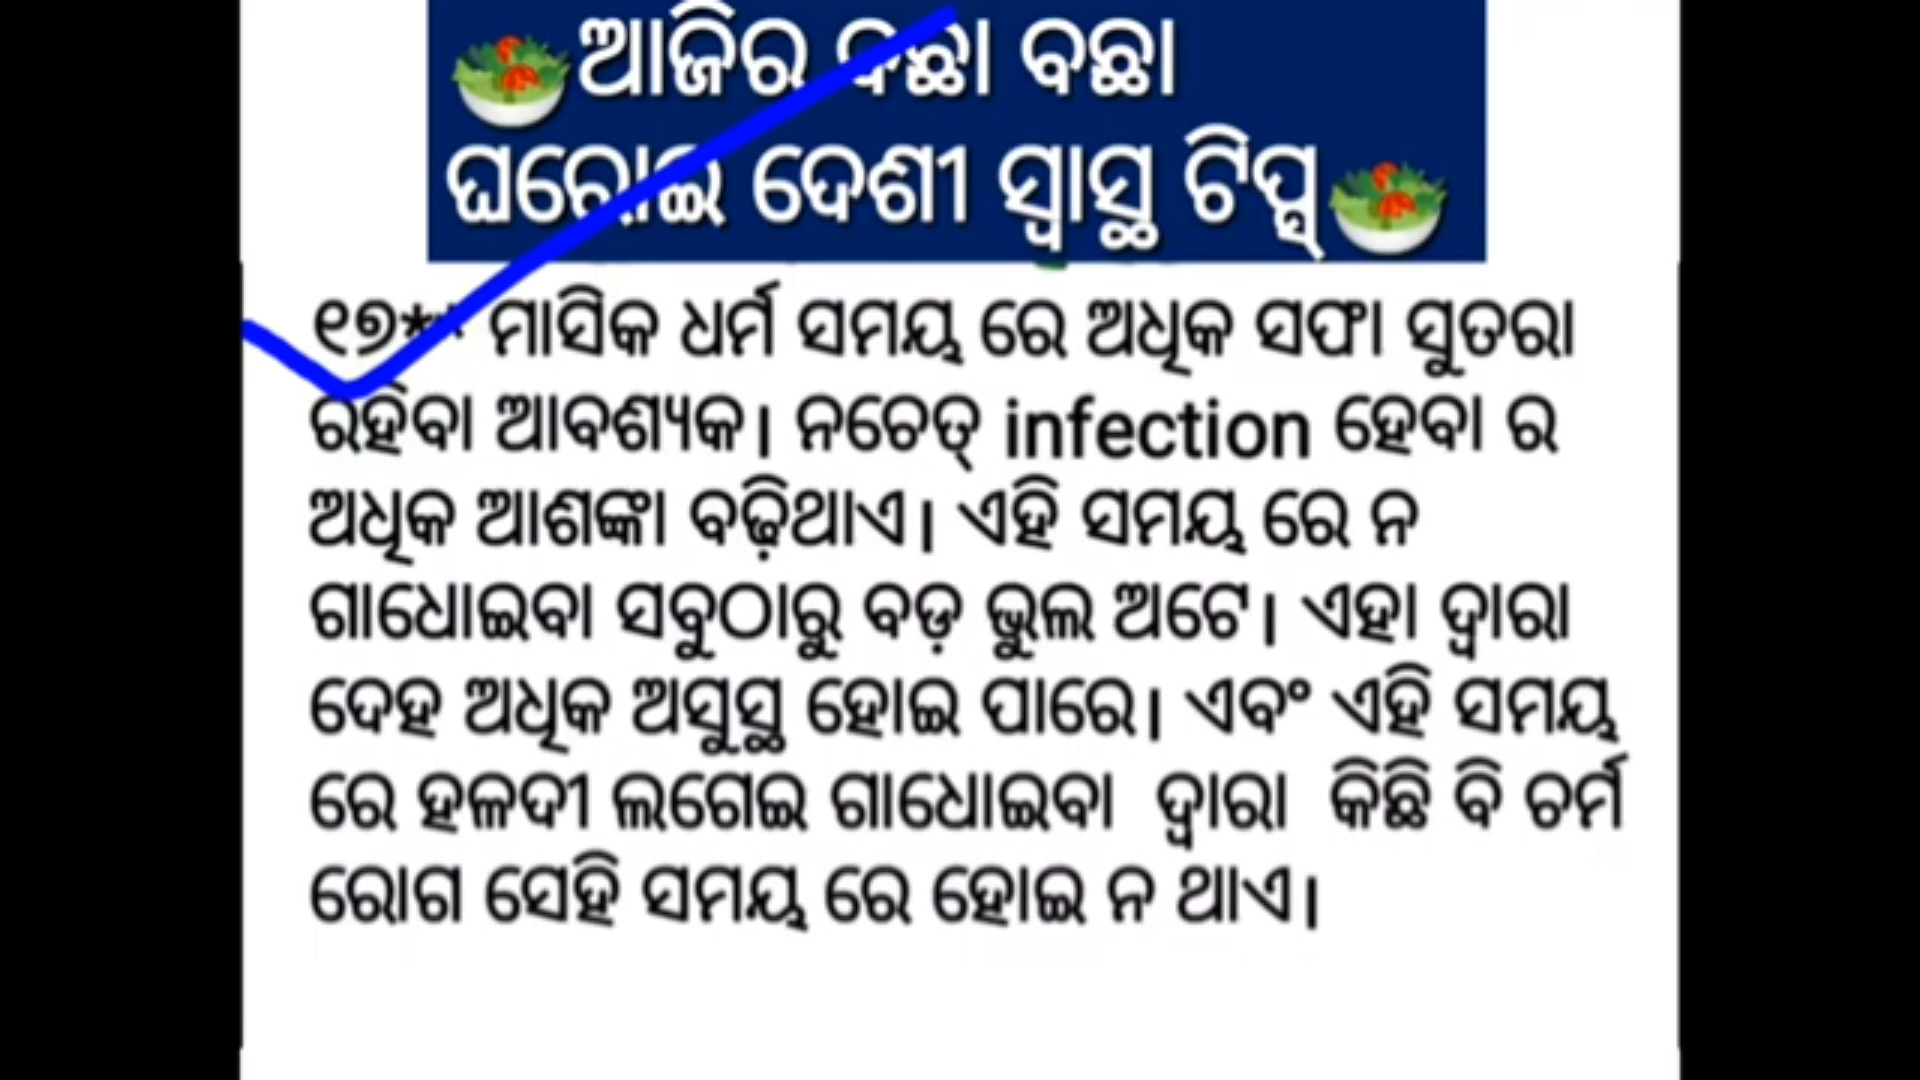 ଆଜିର ବଛା ବଛା
ଘରୋଇ ଦେଶୀ ସ୍ୱାସ୍ଥ ଟିପ୍ସ୍
୧୭** ମାସିକ ଧର୍ମ ସମୟ ରେ ଅଧିକ ସଫା ସୁତରା
ରହିବା ଆବଶ୍ୟକ। ନଚେତ୍ infection ହେବା ର
ଅଧିକ ଆଶଙ୍କା ବଢ଼ିଥାଏ। ଏହି ସମୟ ରେ ନ
ଗାଧୋଇବା ସବୁଠାରୁ ବଡ଼ ଭୁଲ ଅଟେ। ଏହା ଦ୍ୱାରା
ଦେହ ଅଧିକ ଅସୁସ୍ଥ ହୋଇ ପାରେ। ଏବଂ ଏହି ସମୟ
ରେ ହଳଦୀ ଲଗେଇ ଗାଧୋଇବା ଦ୍ୱାରା କିଛି ବି ଚର୍ମ
ରୋଗ ସେହି ସମୟ ରେ ହୋଇ ନ ଥାଏ।